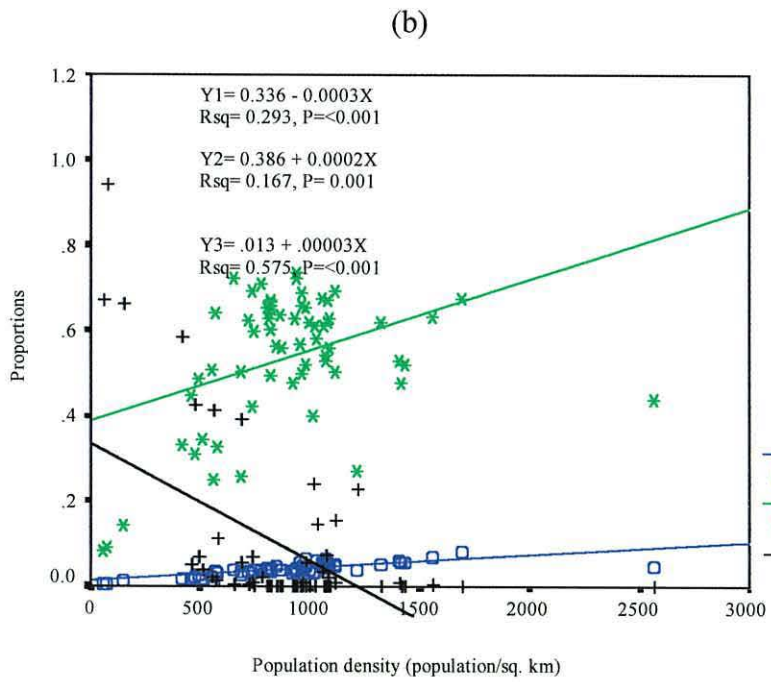 (b)
Y1= 0.336 - 0.0003X
Rsq= 0.293, P=<0.001
Y2= 0.386 + 0.0002X
Rsq= 0.167, P= 0.001
Y3= .013 + .00003X
Rsq= 0.575, P=<0.001
1.2
1.0
.8
.6
.4
.2
0.0
Proportions
0 500 1000 1500 2000 2500 3000
Population density (population/sq. km)